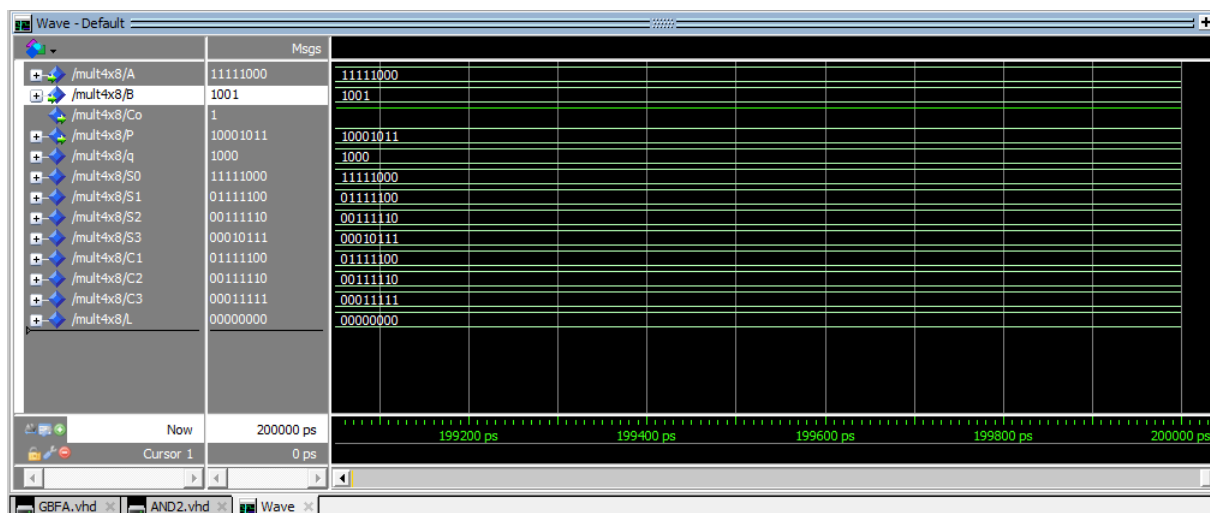 Wave - Default
Msgs
/mult4x8/A 11111000 11111000
/mult4x8/B 1001 1001
/mult4x8/Co 1
/mult4x8/P 10001011 10001011
/mult4x8/q 1000 1000
/mult4x8/S0 11111000 11111000
/mult4x8/S1 01111100 01111100
/mult4x8/S2 00111110 00111110
/mult4x8/S3 00010111 00010111
/mult4x8/C1 01111100 01111100
/mult4x8/C2 00111110 00111110
/mult4x8/C3 00011111 00011111
/mult4x8/L 00000000 00000000
Now 200000 ps
199200 ps 199400 ps 199600 ps 199800 ps 200000 ps
Cursor 1 0 ps
GBFA.vhd AND2.vhd Wave